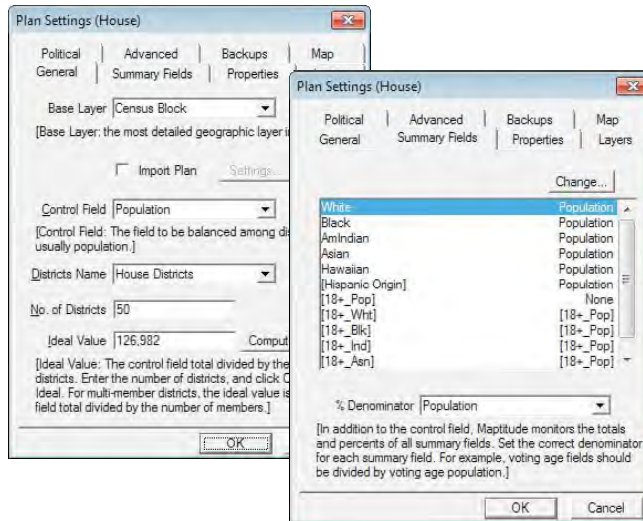 Plan Settings (House)
Political Advanced Backups Map
General Summary Fields Properties
Base Layer Census Block
[Base Layer: the most detailed geographic layer
Import Plan Settings...
Control Field Population
[Control Field: The field to be balanced among
usually population.]
Districts Name House Districts
No. of Districts 50
Ideal Value 126,982
[Ideal Value: The control field total divided by the
districts. Enter the number of districts, and click
Ideal. For multi-member districts, the ideal value is
field total divided by the number of members.]
OK
Plan Settings (House)
Political Advanced Backups Map
General Summary Fields Properties Layers
Change...
White Population
Black Population
AmIndian Population
Asian Population
Hawaiian Population
[Hispanic Origin] Population
[18+_Pop] None
[18+_Wht] [18+_Pop]
[18+_Blk] [18+_Pop]
[18+_Ind] [18+_Pop]
[18+_Asn] [18+_Pop]
% Denominator Population
[In addition to the control field, Maptitude monitors the totals
and percents of all summary fields. Set the correct denominator
for each summary field. For example, voting age fields should
be divided by voting age population.]
OK Cancel